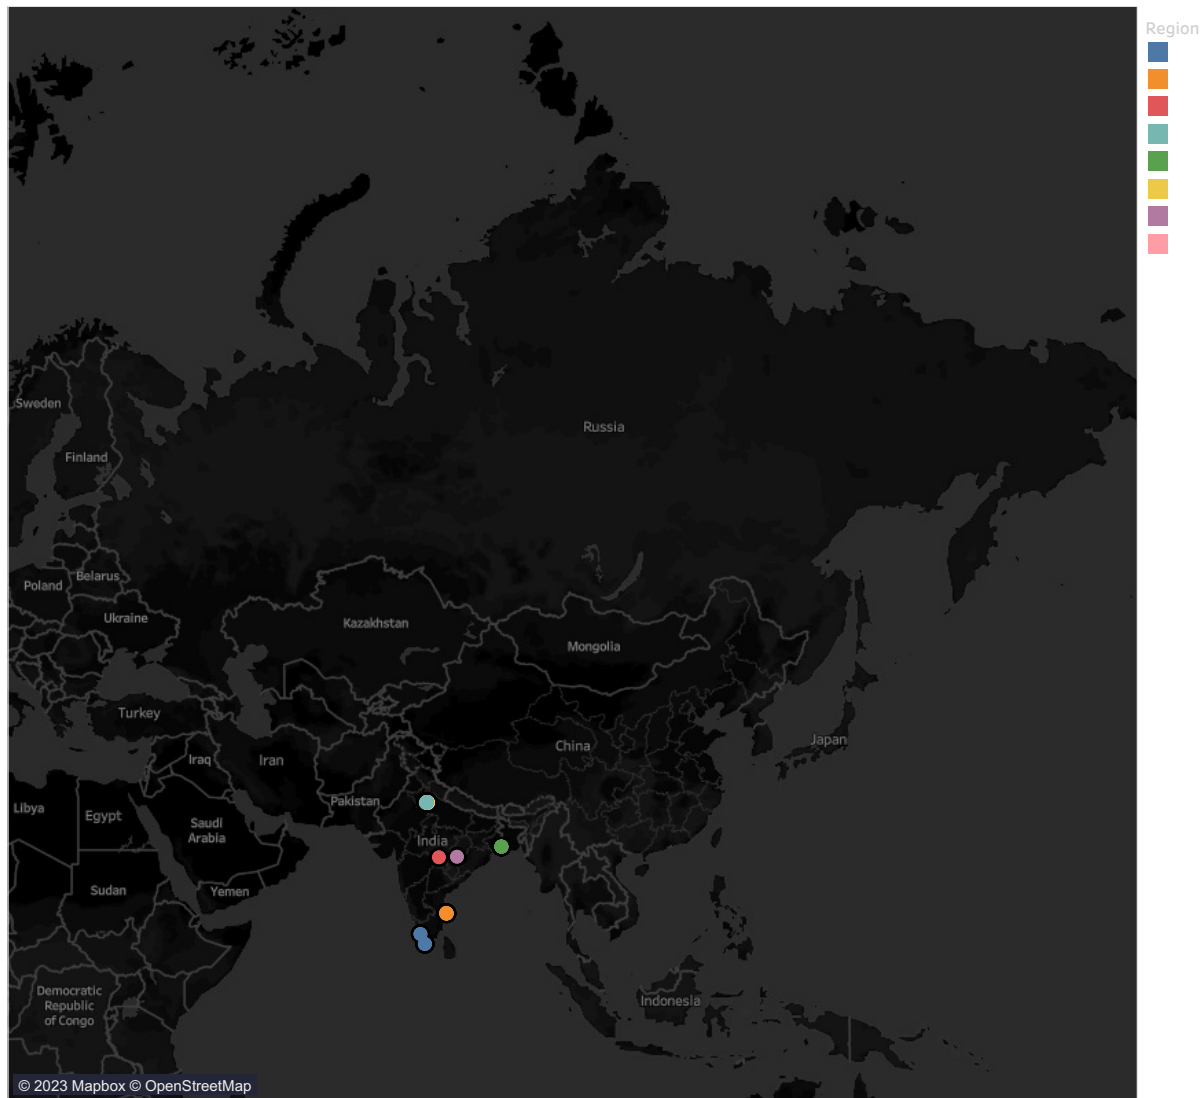 Region
Sweden
Finland
Russia
Poland
Belarus
Ukraine
Kazakhstan
Mongolia
Turkey
Japan
China
Iraq
Iran
Pakistan
Libya
Egypt
Saudi
Arabia
India
Sudan
Yemen
Democratic
Republic
of Congo
Indonesia
© 2023 Mapbox © OpenStreetMap